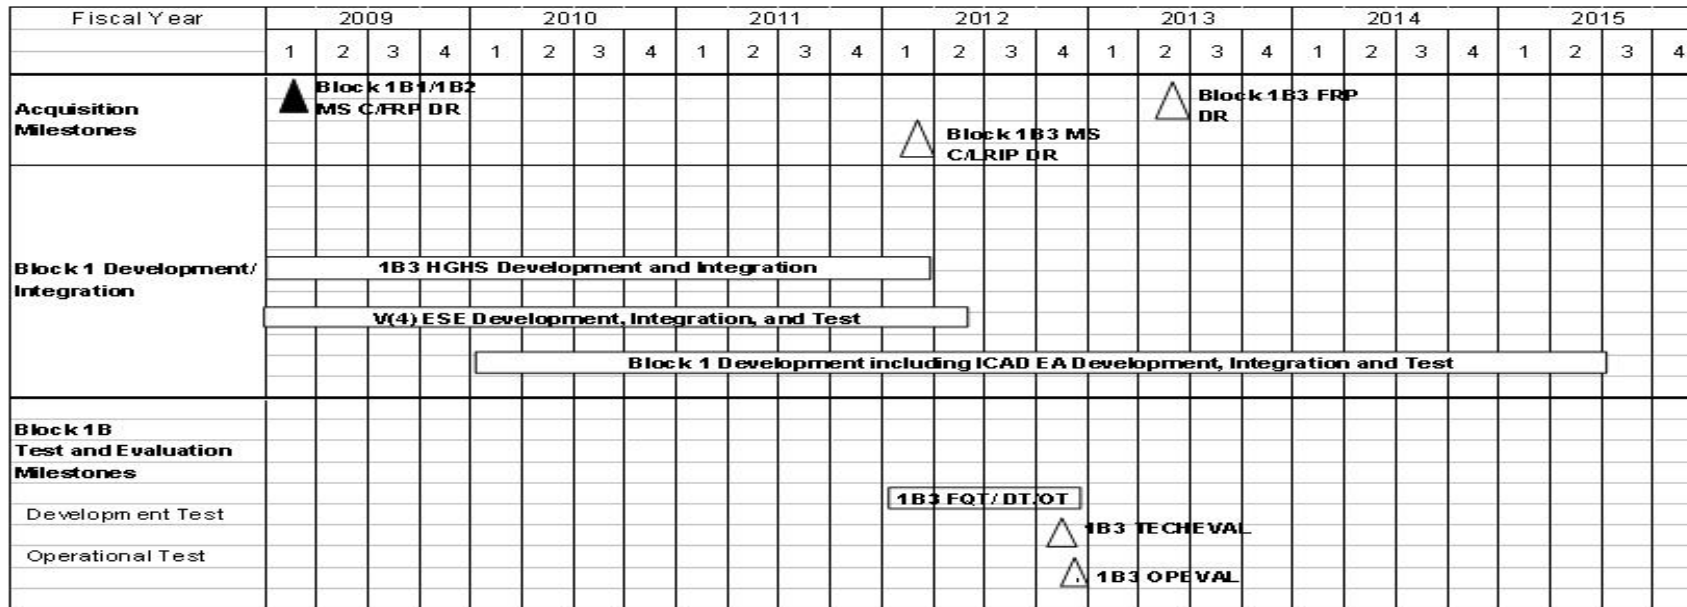 Fiscal Year 2009 2010 2011 2012 2013 2014 2015
1 2 3 4 1 2 3 4 1 2 3 4 1 2 3 4 1 2 3 4 1 2 3 4 1 2 3 4
Acquisition
Milestones
Block 1B1/1B2
MS C/FRP DR
Block 1B3 MS
C/LRIP DR
Block 1B3 FRP
DR
Block 1 Development/
Integration
1B3 HGHS Development and Integration
V(4) ESE Development, Integration, and Test
Block 1 Development including ICAD EA Development, Integration and Test
Block 1B
Test and Evaluation
Milestones
Development Test
1B3 FQT/ DT/OT
1B3 TECHEVAL
Operational Test
1B3 OPEVAL